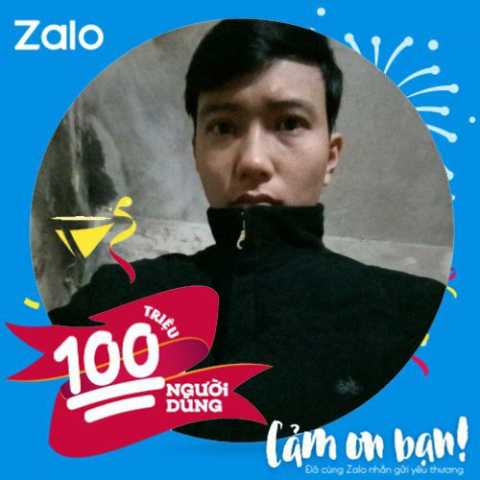 Zalo
100
TRIỆU
NGƯỜI
DÙNG
Cảm ơn bạn!
Đã cùng Zalo nhắn gửi yêu thương.